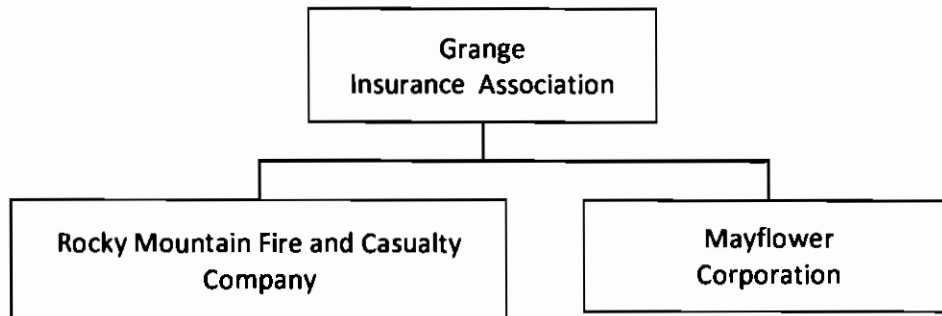 Grange
Insurance Association
Rocky Mountain Fire and Casualty
Company
Mayflower
Corporation